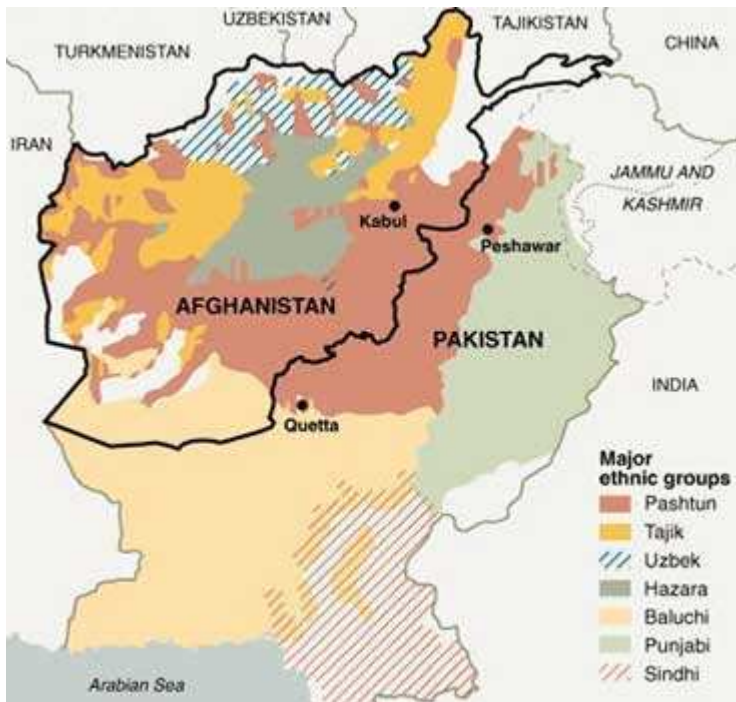 UZBEKISTAN
TAJIKISTAN
TURKMENISTAN
CHINA
IRAN
JAMMU AND
KASHMIR
Kabul
Peshawar
AFGHANISTAN
PAKISTAN
INDIA
Quetta
Major
ethnic groups
Pashtun
Tajik
Uzbek
Hazara
Baluchi
Punjabi
Sindhi
Arabian Sea